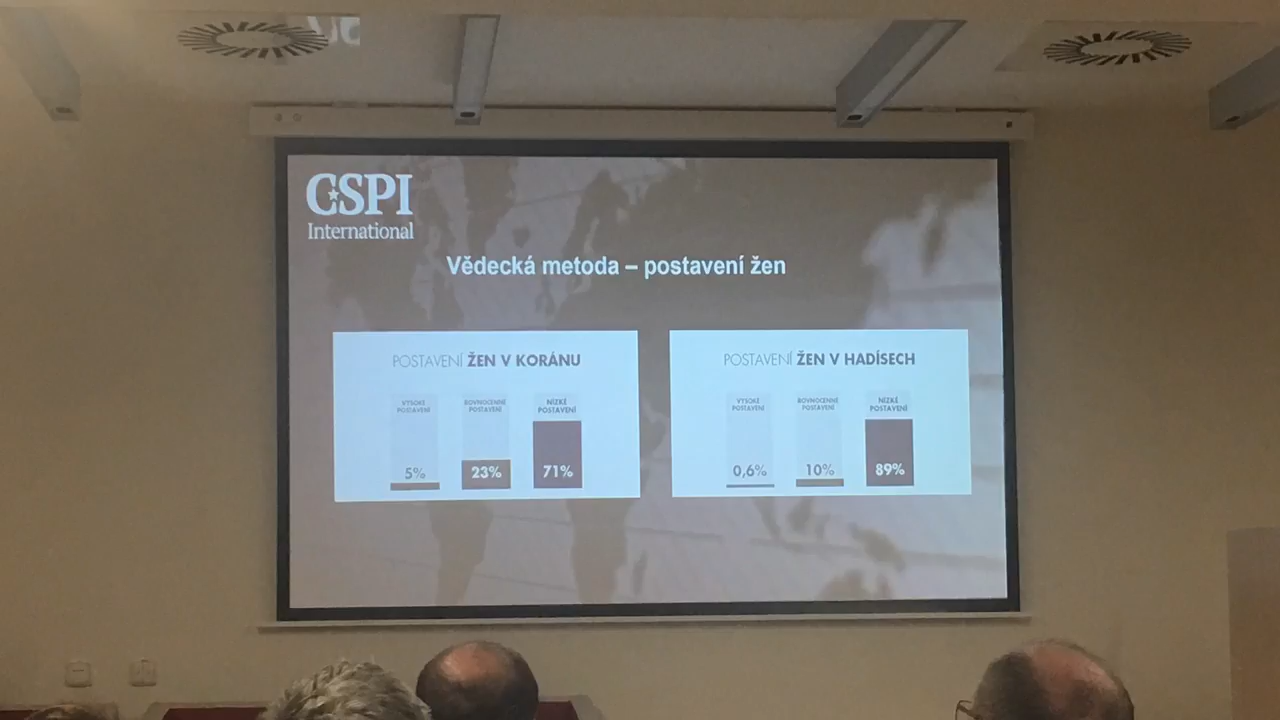 CSPI
International
Vědecká metoda – postavení žen
POSTAVENÍ ŽEN V KORÁNU
VYSOKÉ
POSTAVENÍ
ROVNOCENNÉ
POSTAVENÍ
NÍZKÉ
POSTAVENÍ
5%
23%
71%
POSTAVENÍ ŽEN V HADÍSECH
VYSOKÉ
POSTAVENÍ
ROVNOCENNÉ
POSTAVENÍ
NÍZKÉ
POSTAVENÍ
0,6%
10%
89%